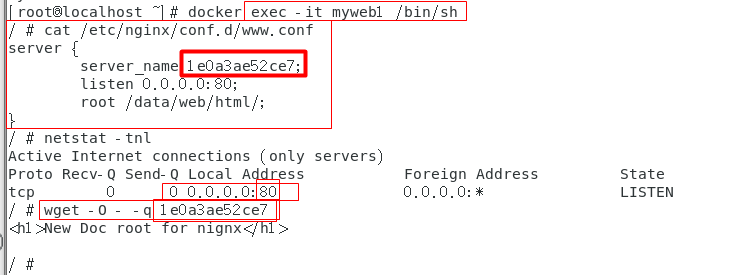 [root@localhost ~]# docker exec -it myweb1 /bin/sh
/ # cat /etc/nginx/conf.d/www.conf
server {
server_name 1e0a3ae52ce7;
listen 0.0.0.0:80;
root /data/web/html/;
}
/ # netstat -tnl
Active Internet connections (only servers)
Proto Recv-Q Send-Q Local Address Foreign Address State
tcp 0 0 0.0.0.0:80 0.0.0.0:* LISTEN
/ # wget -O - -q 1e0a3ae52ce7
<h1>New Doc root for nignx</h1>
/ #